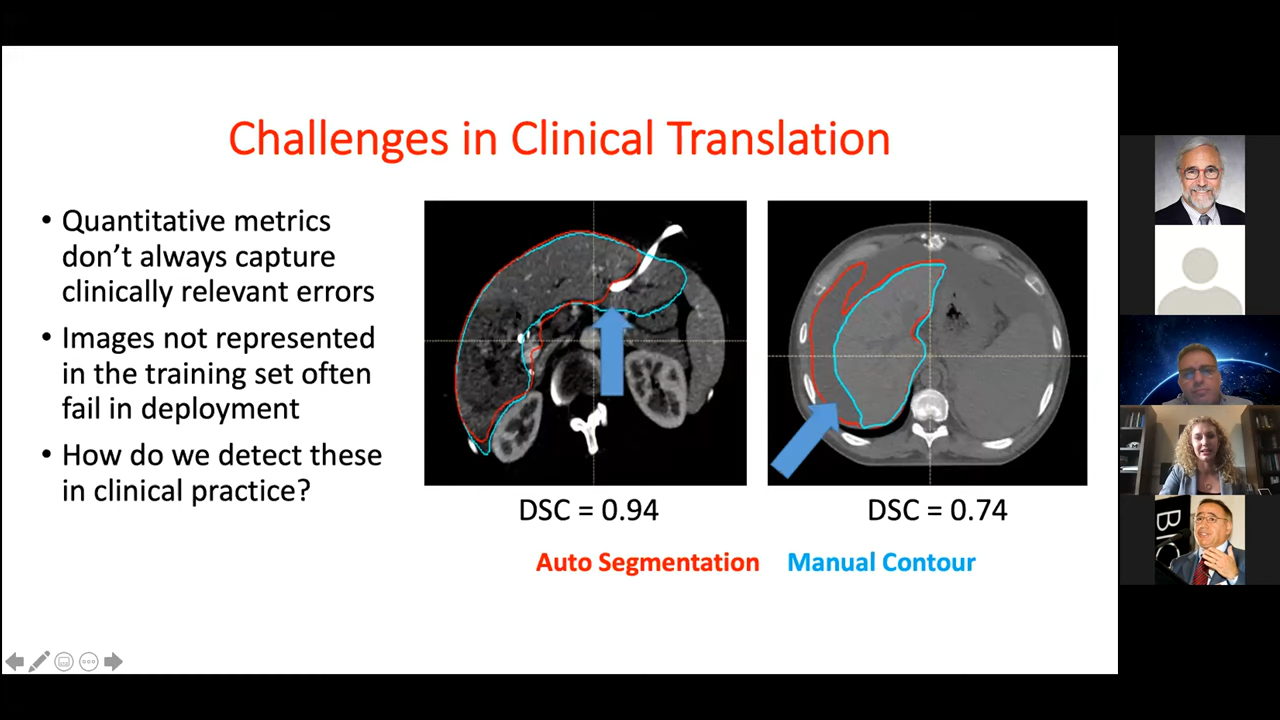 Challenges in Clinical Translation
• Quantitative metrics
don’t always capture
clinically relevant errors
• Images not represented
in the training set often
fail in deployment
• How do we detect these
in clinical practice?
DSC = 0.94
DSC = 0.74
Auto Segmentation
Manual Contour
BIO